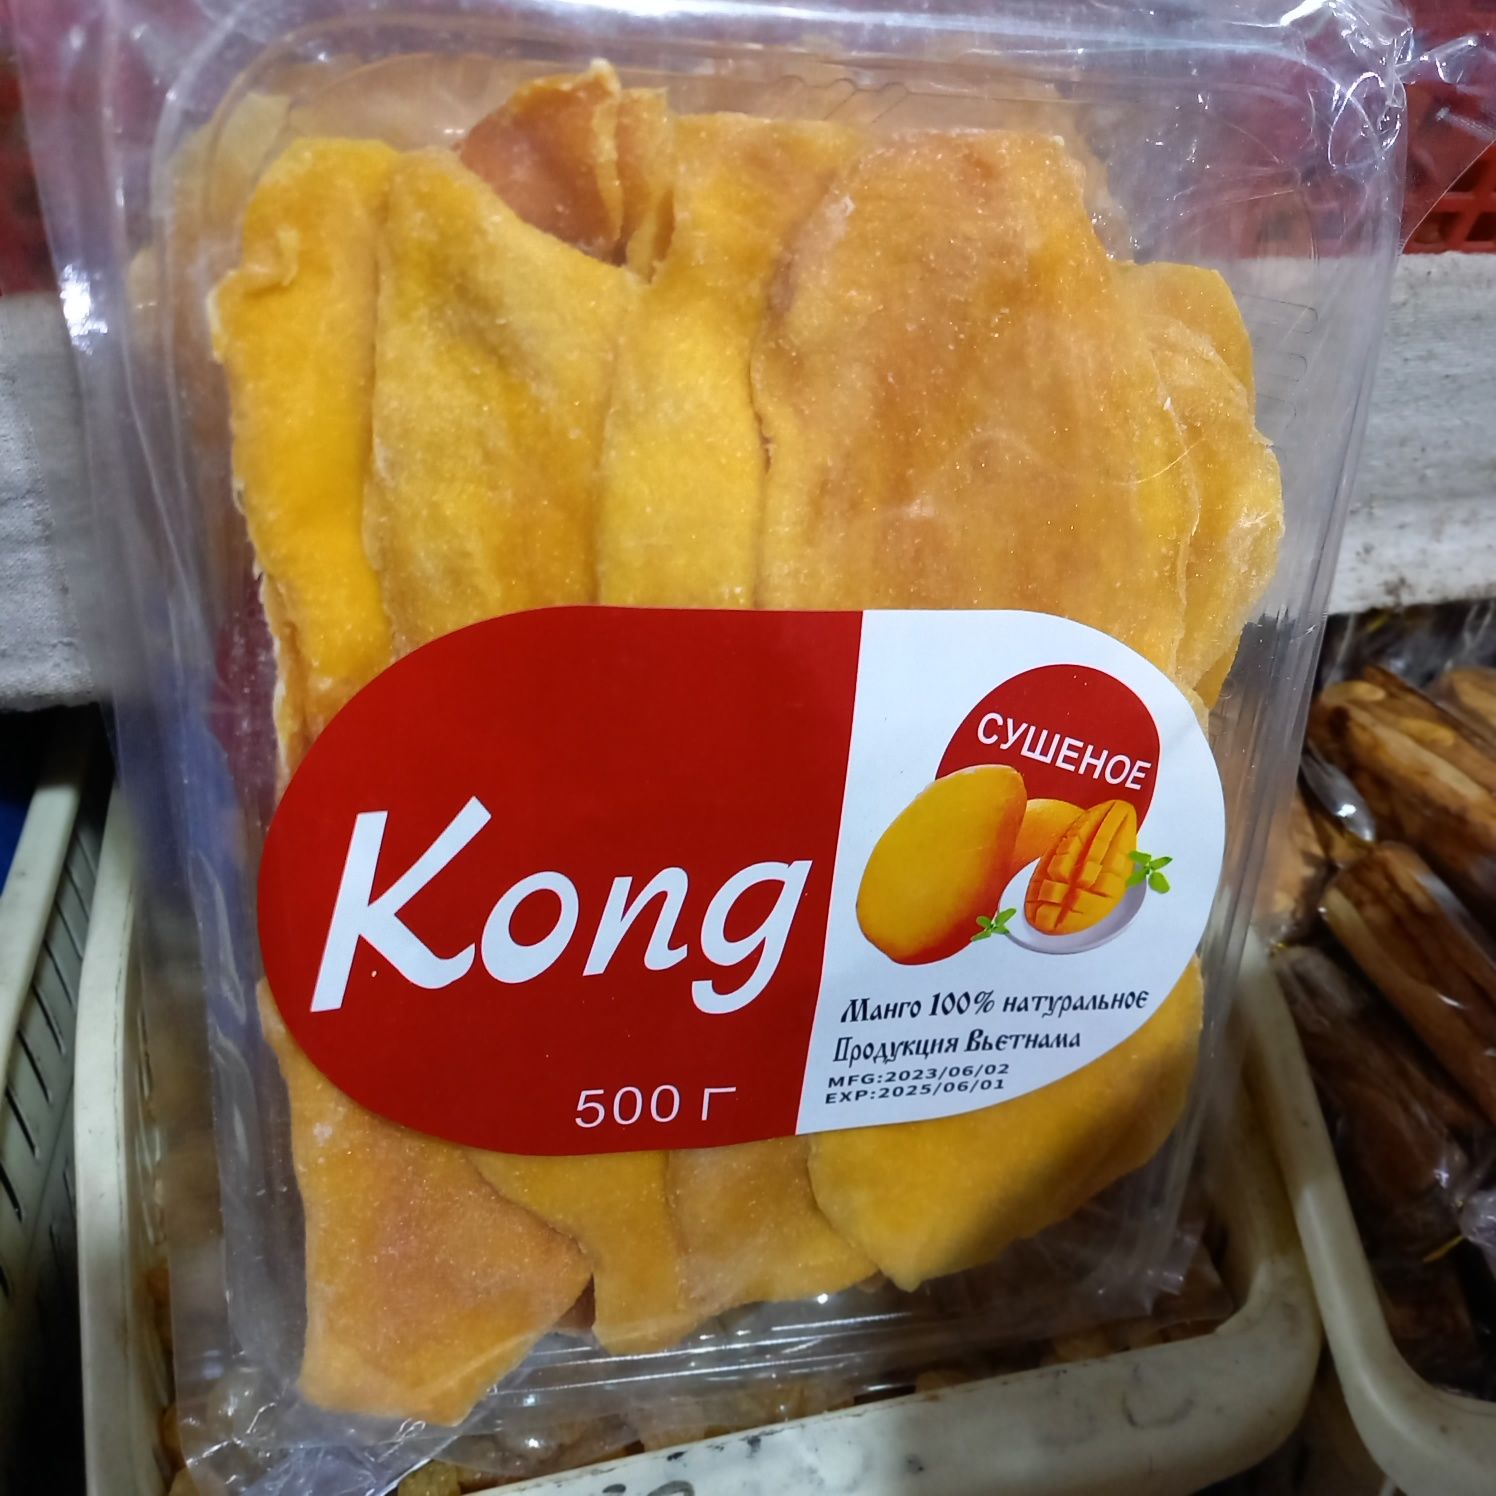 СУШЕНОЕ
Kong
Манго 100% натуральное
Продукция Вьетнама
MFG:2023/06/02
EXP:2025/06/01
500 Г